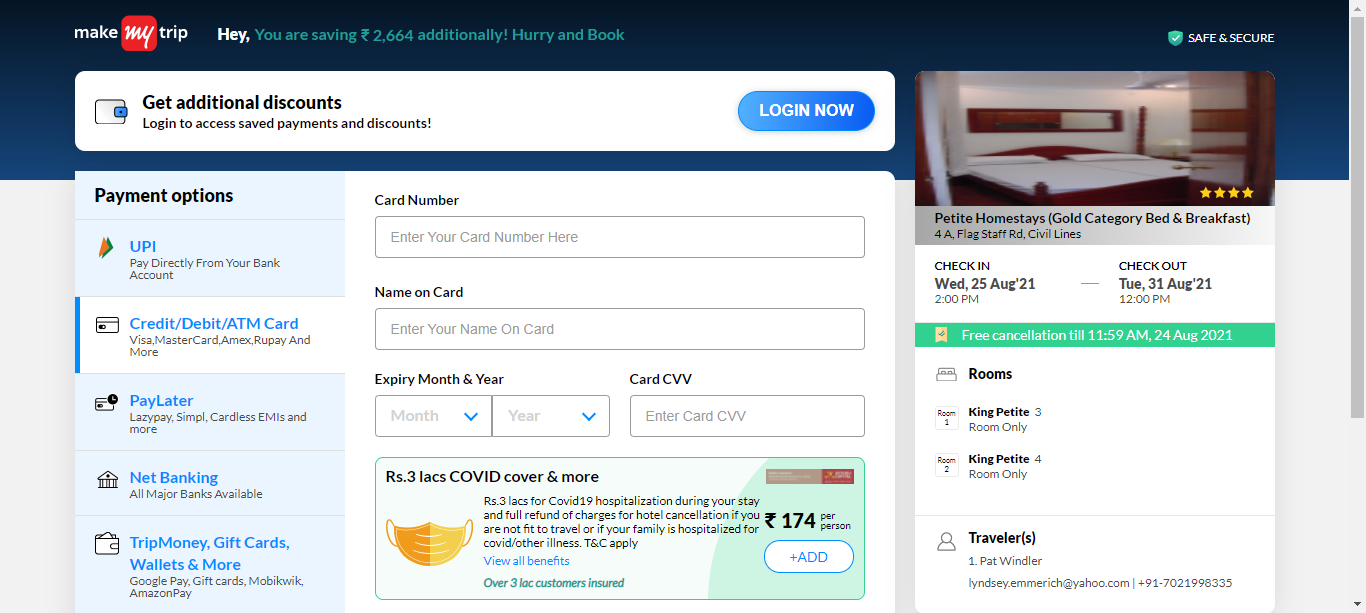 make my trip
Hey, You are saving ₹ 2,664 additionally! Hurry and Book
SAFE & SECURE
Get additional discounts
Login to access saved payments and discounts!
LOGIN NOW
Payment options
UPI
Pay Directly From Your Bank
Account
Credit/Debit/ATM Card
Visa,MasterCard,Amex,Rupay And
More
PayLater
Lazypay, Simpl, Cardless EMIs and
more
Net Banking
All Major Banks Available
TripMoney, Gift Cards,
Wallets & More
Google Pay, Gift cards, Mobikwik,
AmazonPay
Card Number
Enter Your Card Number Here
Name on Card
Enter Your Name On Card
Expiry Month & Year
Card CVV
Month
Year
Enter Card CVV
Rs.3 lacs COVID cover & more
Rs.3 lacs for Covid19 hospitalization during your stay
and full refund of charges for hotel cancellation if you
are not fit to travel or if your family is hospitalized for
covid/other illness. T&C apply
View all benefits
Over 3 lac customers insured
₹ 174 per person
+ADD
Petite Homestays (Gold Category Bed & Breakfast)
4 A, Flag Staff Rd, Civil Lines
CHECK IN
Wed, 25 Aug'21
2:00 PM
CHECK OUT
Tue, 31 Aug'21
12:00 PM
Free cancellation till 11:59 AM, 24 Aug 2021
Rooms
Room 1
King Petite 3
Room Only
Room 2
King Petite 4
Room Only
Traveler(s)
1. Pat Windler
lyndsey.emmerich@yahoo.com | +91-7021998335